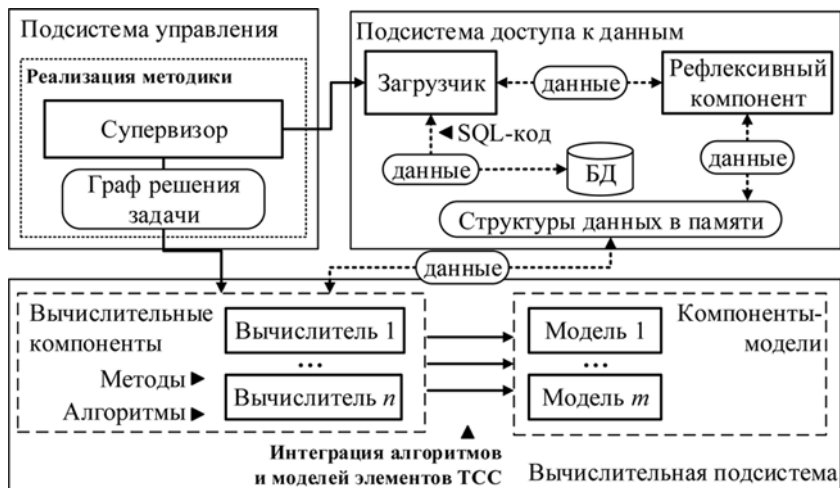 Подсистема управления
Реализация методики
Супервизор
Граф решения
задачи
Подсистема доступа к данным
Загрузчик
данные
Рефлексивный
компонент
◄ SQL-код
данные
БД
данные
Структуры данных в памяти
данные
Вычислительные
компоненты
Вычислитель 1
...
Вычислитель n
Методы ►
Алгоритмы ►
Модель 1
...
Модель m
Компоненты-
модели
▲
Интеграция алгоритмов
и моделей элементов ТСС
Вычислительная подсистема